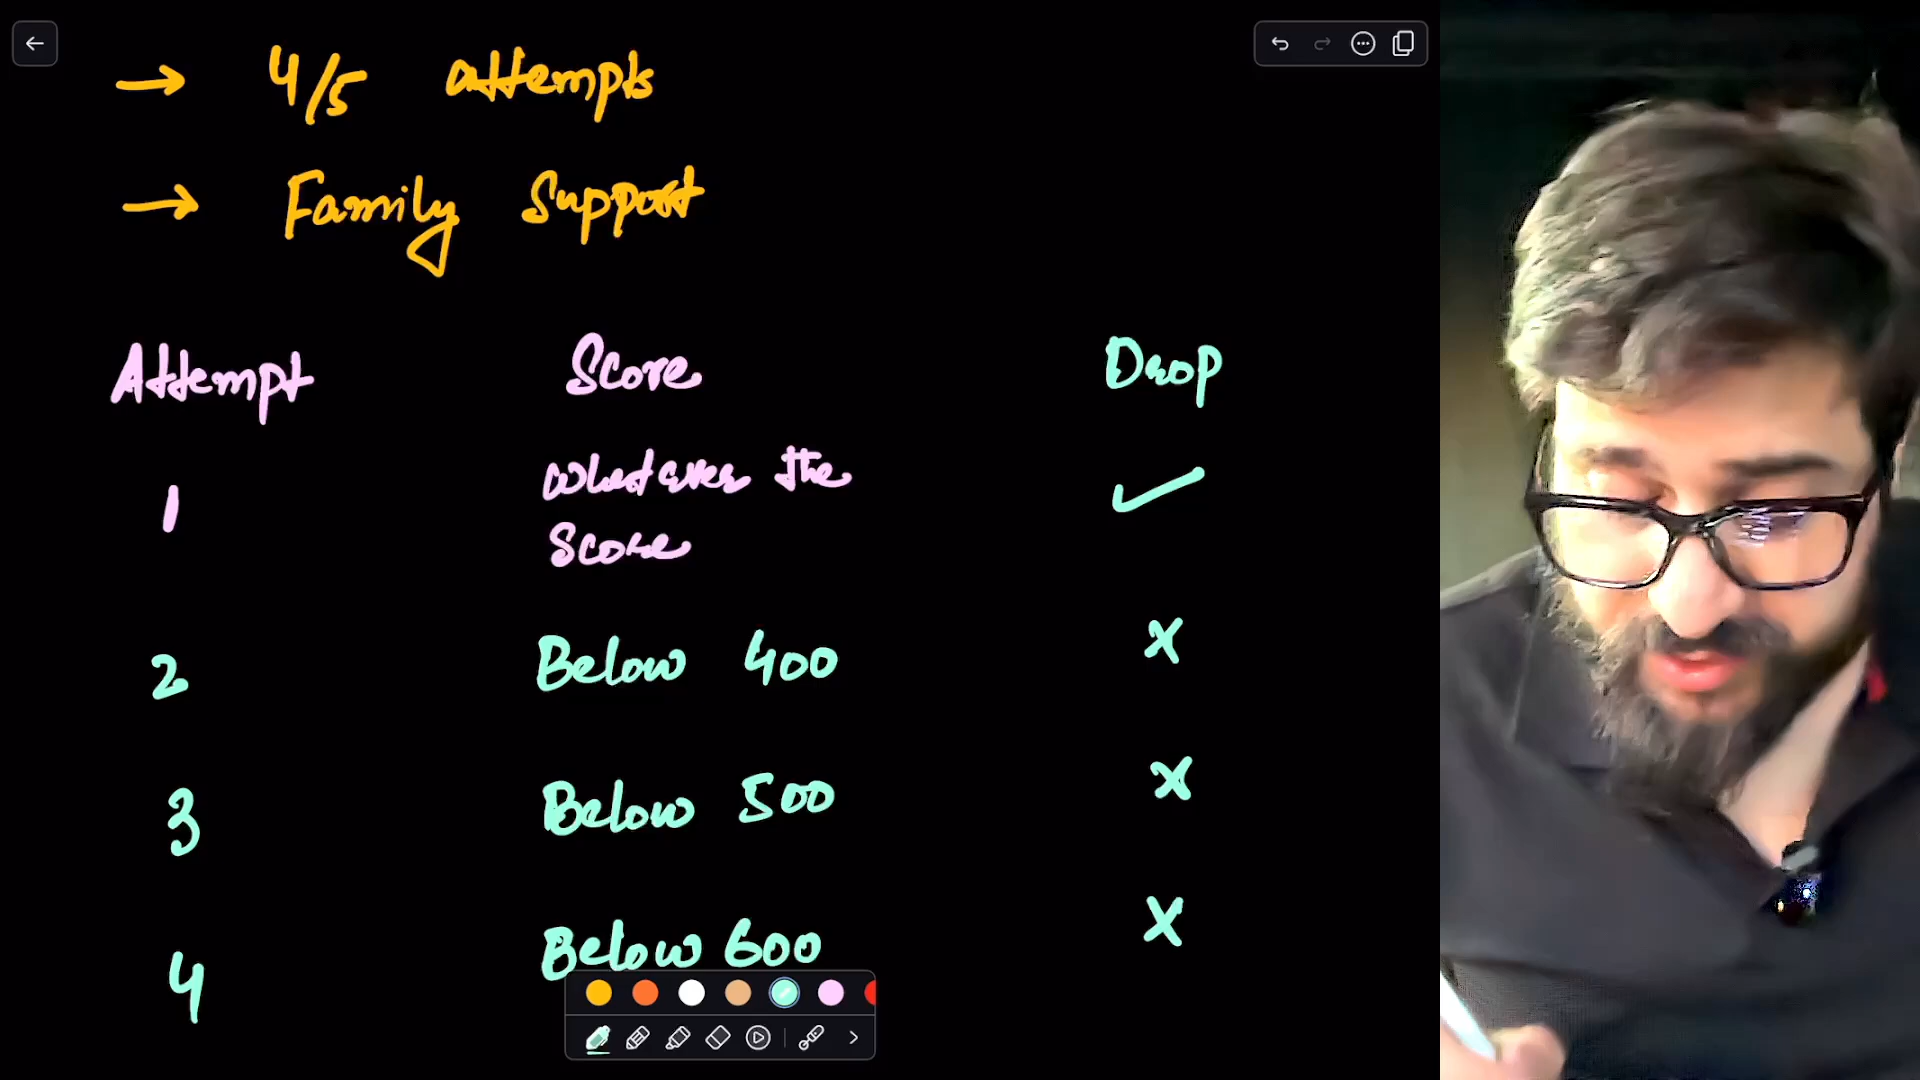 → 4/5 attempts
→ Family Support
Attempt Score Drop
1 Whatever the Score ✓
2 Below 400 X
3 Below 500 X
4 Below 600 X